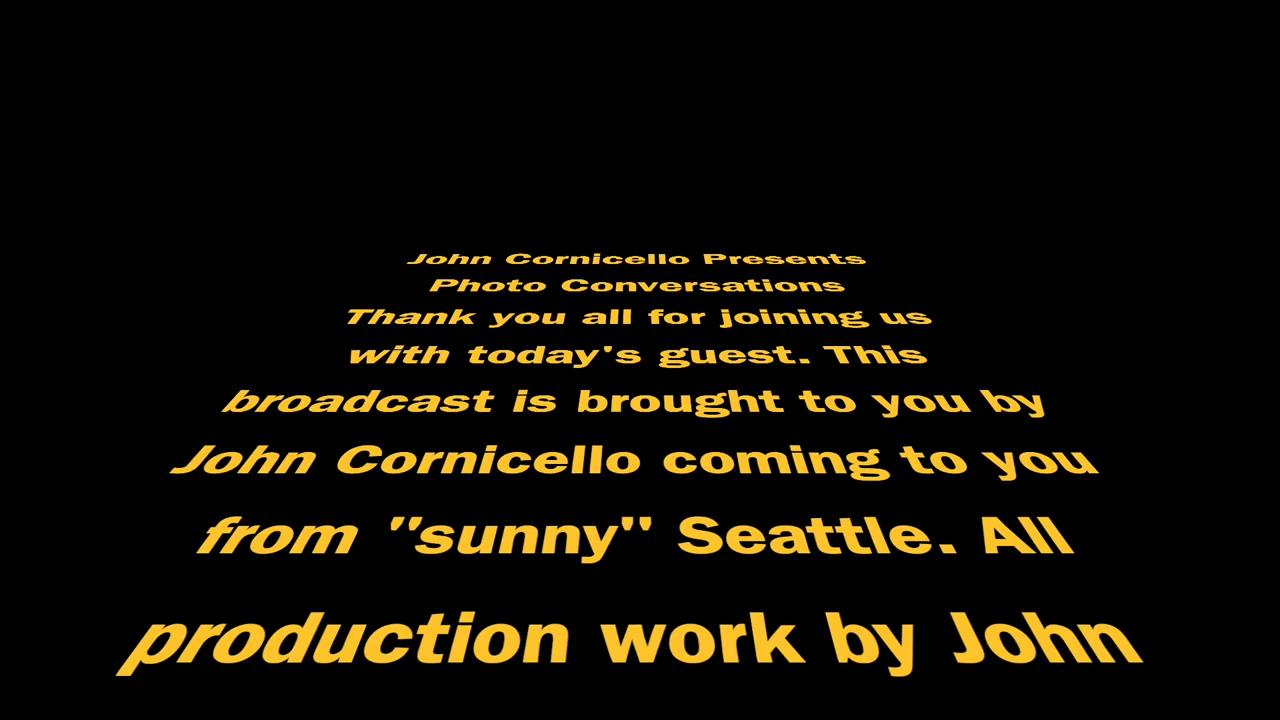 John Cornicello Presents
Photo Conversations
Thank you all for joining us
with today's guest. This
broadcast is brought to you by
John Cornicello coming to you
from "sunny" Seattle. All
production work by John